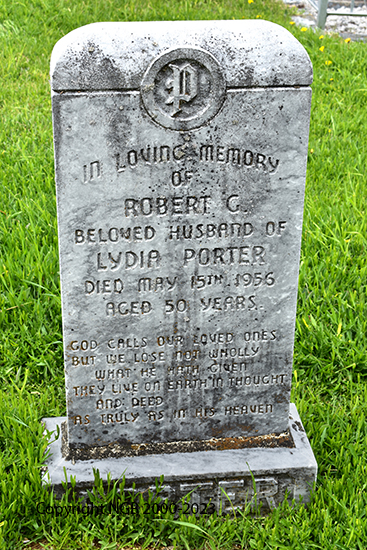 P
IN LOVING MEMORY
OF
ROBERT G.
BELOVED HUSBAND OF
LYDIA PORTER
DIED MAY 15TH. 1956
AGED 50 YEARS.
GOD CALLS OUR LOVED ONES
BUT WE LOSE NOT WHOLLY
WHAT HE HATH GIVEN
THEY LIVE ON EARTH IN THOUGHT
AND DEED
AS TRULY AS IN HIS HEAVEN
PORTER
Copyright NGB 2000-2023